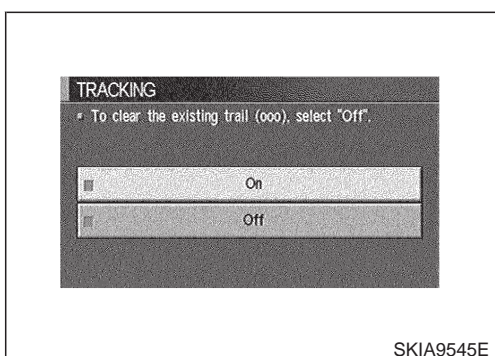 TRACKING
To clear the existing trail (ooo), select "Off".
On
Off
SKIA9545E